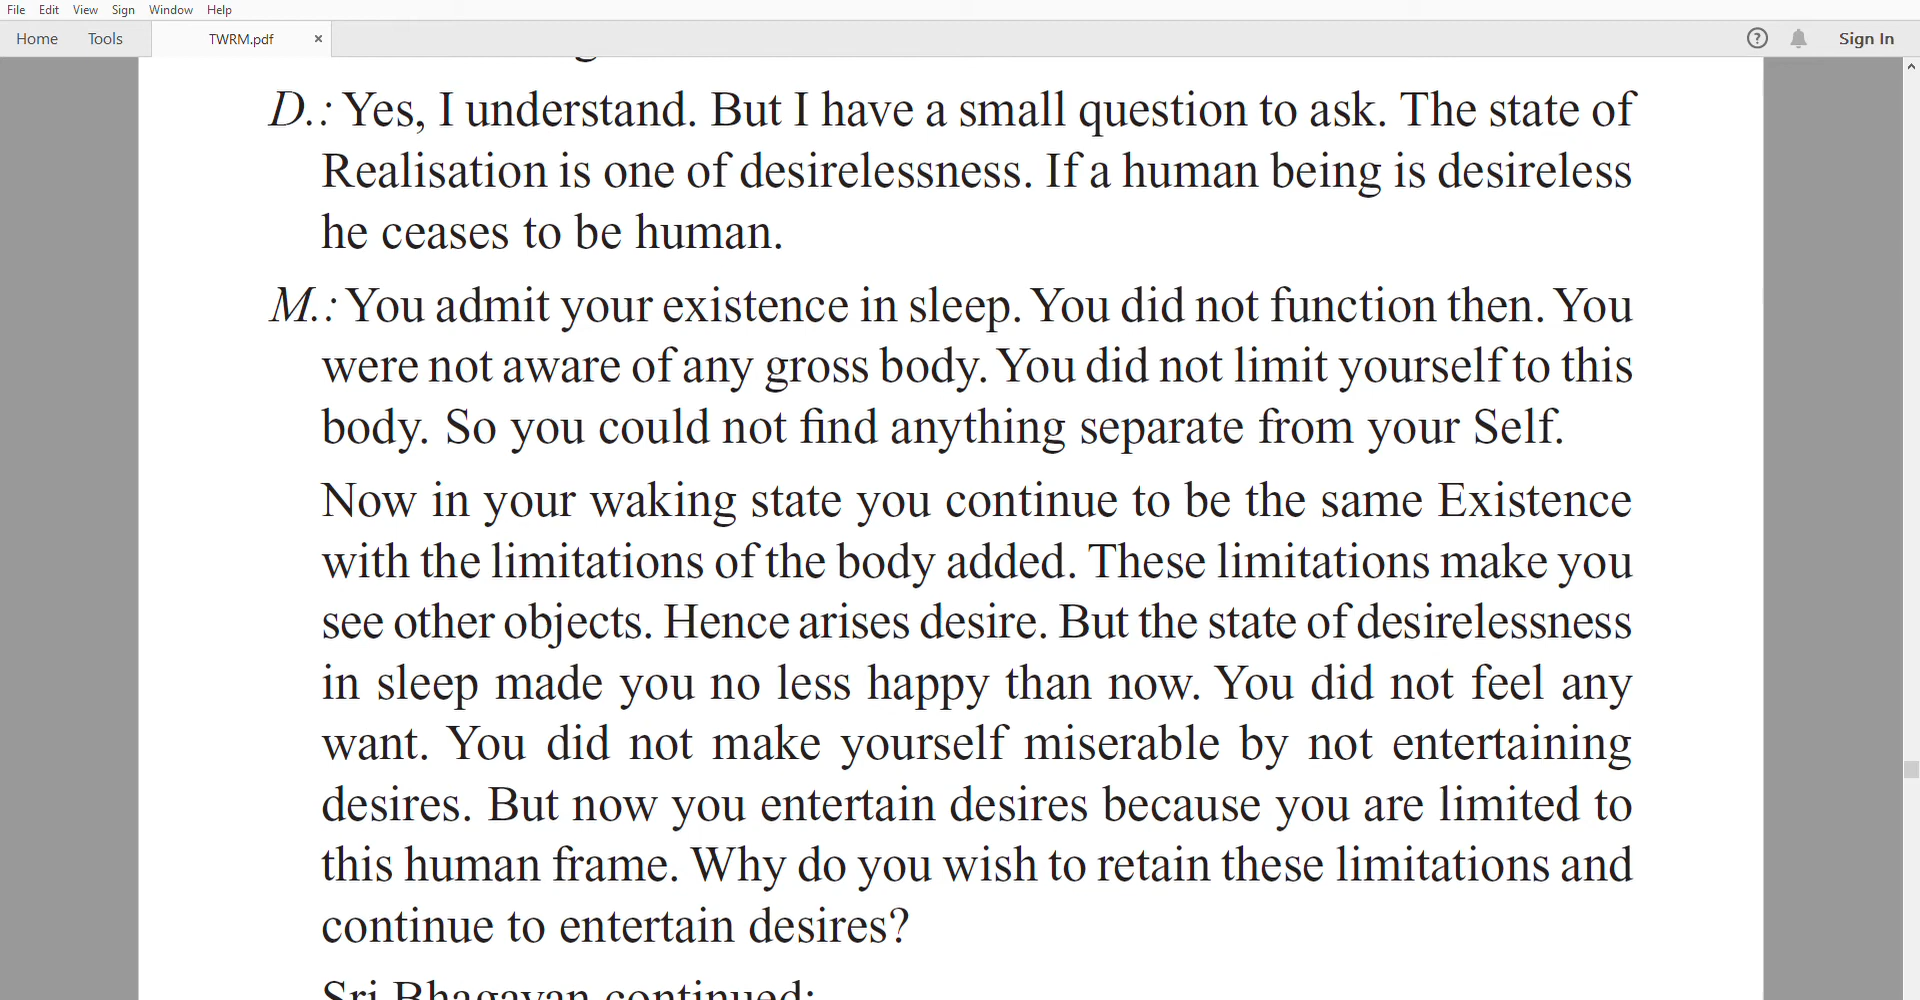 File Edit View Sign Window Help
Home Tools TWRM.pdf × ? Sign In
D.: Yes, I understand. But I have a small question to ask. The state of
Realisation is one of desirelessness. If a human being is desireless
he ceases to be human.
M.: You admit your existence in sleep. You did not function then. You
were not aware of any gross body. You did not limit yourself to this
body. So you could not find anything separate from your Self.
Now in your waking state you continue to be the same Existence
with the limitations of the body added. These limitations make you
see other objects. Hence arises desire. But the state of desirelessness
in sleep made you no less happy than now. You did not feel any
want. You did not make yourself miserable by not entertaining
desires. But now you entertain desires because you are limited to
this human frame. Why do you wish to retain these limitations and
continue to entertain desires?
Sri Bhagavan continued: